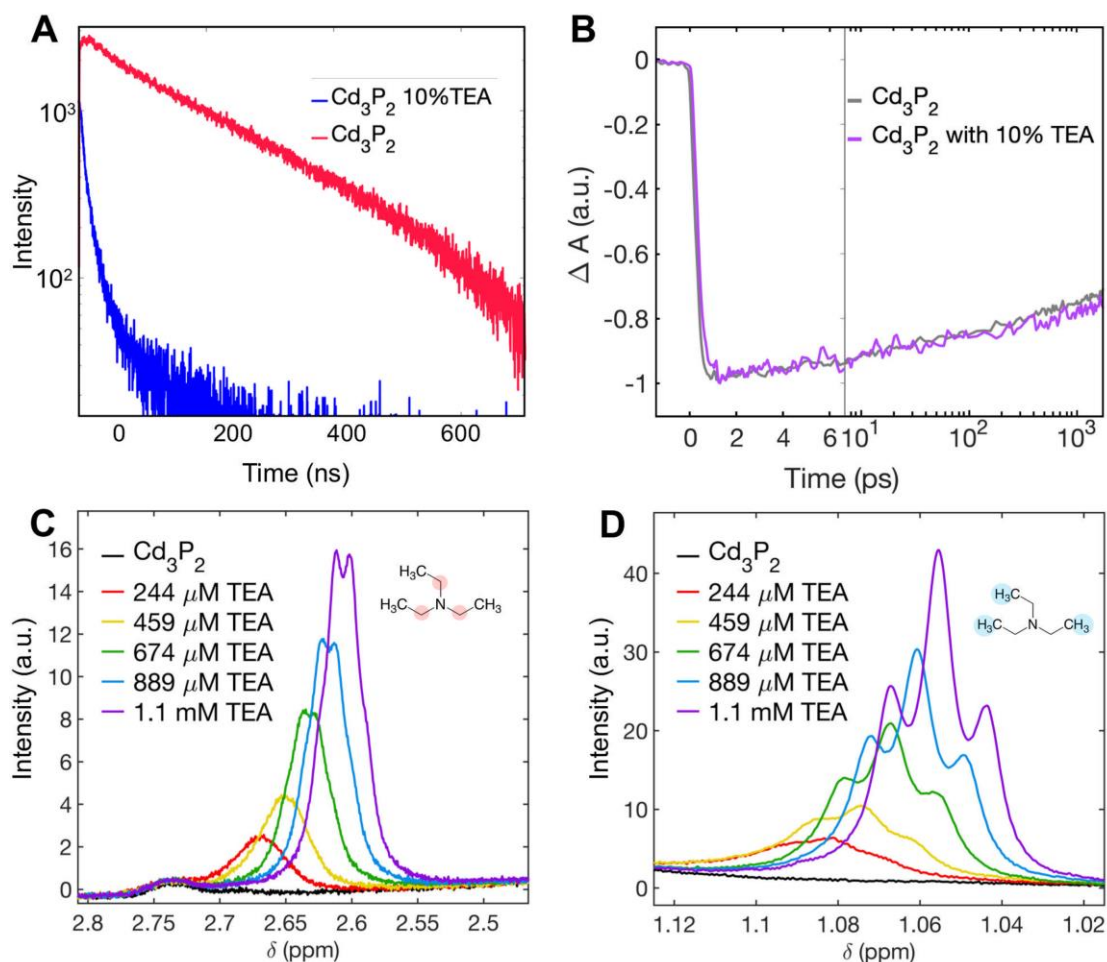 A
Intensity
10³
10²
Cd₃P₂ 10%TEA
Cd₃P₂
0 200 400 600
Time (ns)
B
Δ A (a.u.)
0
-0.2
-0.4
-0.6
-0.8
-1
Cd₃P₂
Cd₃P₂ with 10% TEA
0 2 4 6 10¹ 10² 10³
Time (ps)
C
Intensity (a.u.)
16
14
12
10
8
6
4
2
0
Cd₃P₂
244 μM TEA
459 μM TEA
674 μM TEA
889 μM TEA
1.1 mM TEA
H₃C
H₃C N CH₃
2.8 2.75 2.7 2.65 2.6 2.55 2.5
δ (ppm)
D
Intensity (a.u.)
40
30
20
10
0
Cd₃P₂
244 μM TEA
459 μM TEA
674 μM TEA
889 μM TEA
1.1 mM TEA
H₃C
H₃C N CH₃
1.12 1.1 1.08 1.06 1.04 1.02
δ (ppm)